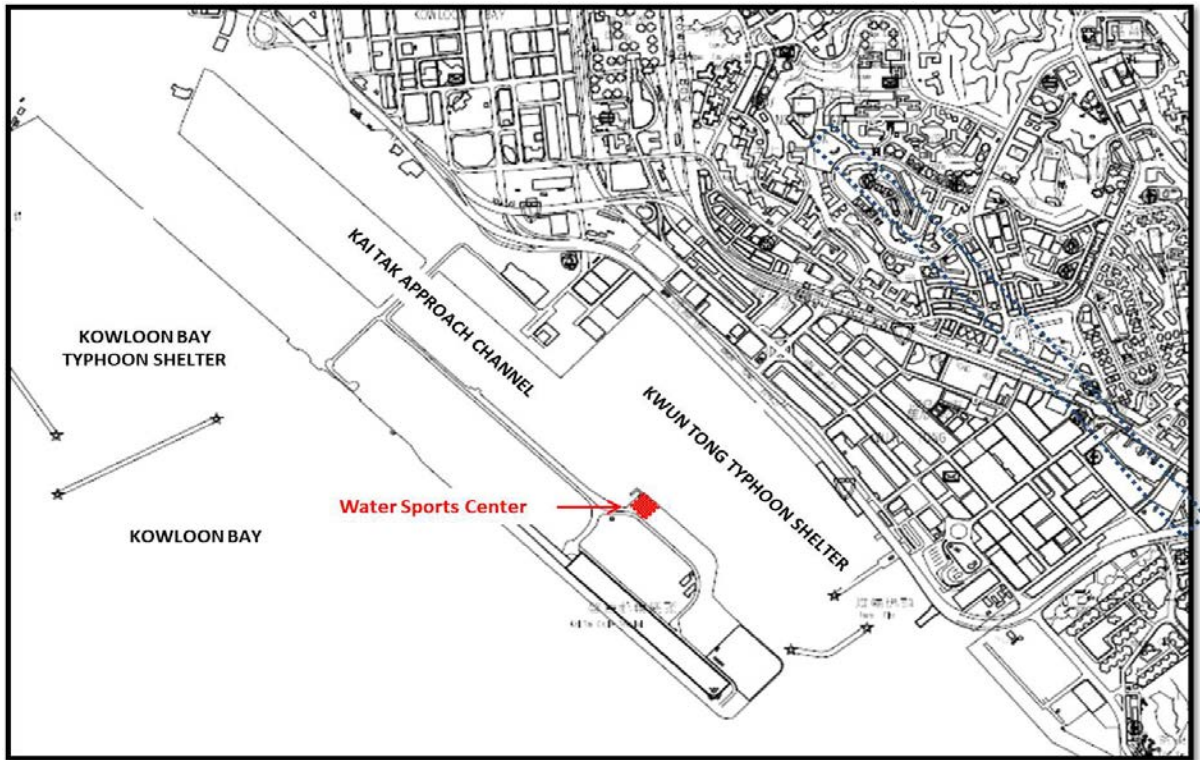 KOWLOON BAY
KAI TAK APPROACH CHANNEL
KOWLOON BAY
TYPHOON SHELTER
KWUN TONG TYPHOON SHELTER
Water Sports Center
KOWLOON BAY